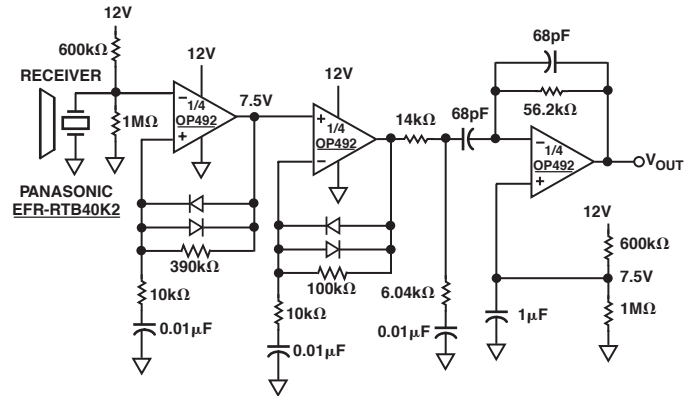 12V
600kΩ
RECEIVER
1MΩ
PANASONIC
EFR-RTB40K2
12V
7.5V
–
1/4
OP492
+
390kΩ
10kΩ
0.01µF
12V
+
1/4
OP492
–
100kΩ
10kΩ
0.01µF
14kΩ
68pF
6.04kΩ
0.01µF
68pF
56.2kΩ
–
1/4
OP492
+
VOUT
12V
600kΩ
7.5V
1µF
1MΩ